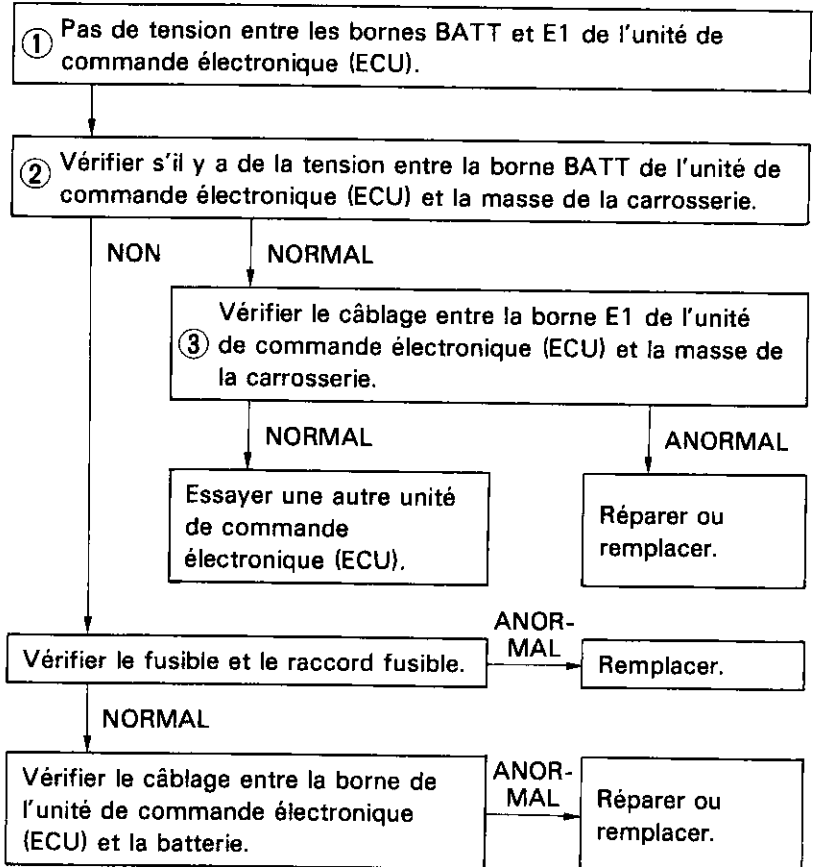 ① Pas de tension entre les bornes BATT et E1 de l'unité de
commande électronique (ECU).
② Vérifier s'il y a de la tension entre la borne BATT de l'unité de
commande électronique (ECU) et la masse de la carrosserie.
NON
NORMAL
Vérifier le câblage entre la borne E1 de l'unité
③ de commande électronique (ECU) et la masse de
la carrosserie.
NORMAL
ANORMAL
Essayer une autre unité
de commande
électronique (ECU).
Réparer ou
remplacer.
Vérifier le fusible et le raccord fusible.
ANOR-
MAL
Remplacer.
NORMAL
Vérifier le câblage entre la borne de
l'unité de commande électronique
(ECU) et la batterie.
ANOR-
MAL
Réparer ou
remplacer.